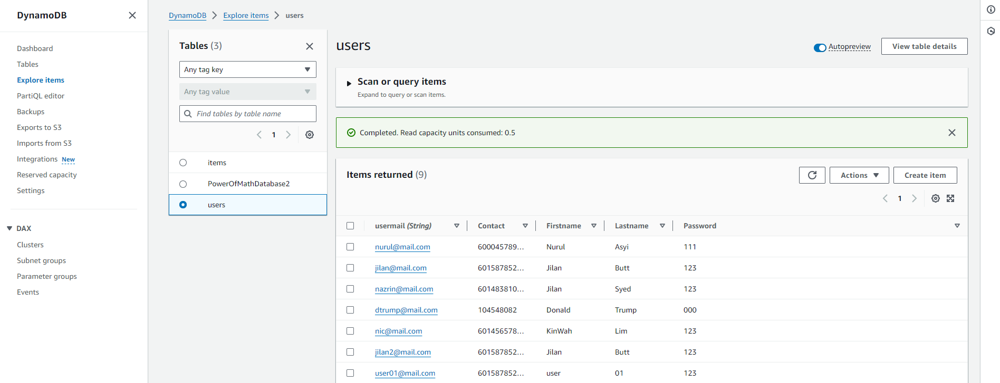 DynamoDB
Dashboard
Tables
Explore items
PartiQL editor
Backups
Exports to S3
Imports from S3
Integrations New
Reserved capacity
Settings
DAX
Clusters
Subnet groups
Parameter groups
Events
DynamoDB Explore items users
Tables (3)
Any tag key
Any tag value
Find tables by table name
1
items
PowerOfMathDatabase2
users
users
Autopreview View table details
Scan or query items
Expand to query or scan items.
Completed. Read capacity units consumed: 0.5
Items returned (9)
Actions Create item
1
usermail (String) Contact Firstname Lastname Password
nurul@mail.com 600045789... Nurul Asyi 111
jilan@mail.com 601587852... Jilan Butt 123
nazrin@mail.com 601483810... Jilan Syed 123
dtrump@mail.com 104548082 Donald Trump 000
nic@mail.com 601456578... KinWah Lim 123
jilan2@mail.com 601587852... Jilan Butt 123
user01@mail.com 601587852... user 01 123